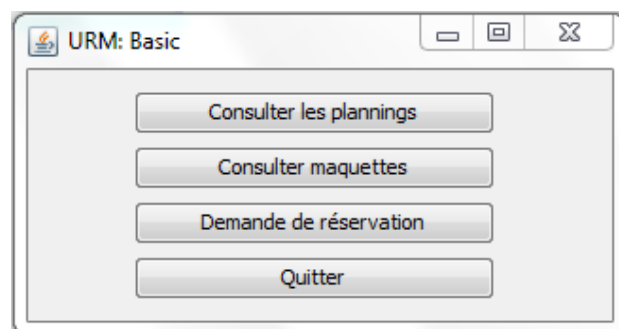 URM: Basic
Consulter les plannings
Consulter maquettes
Demande de réservation
Quitter